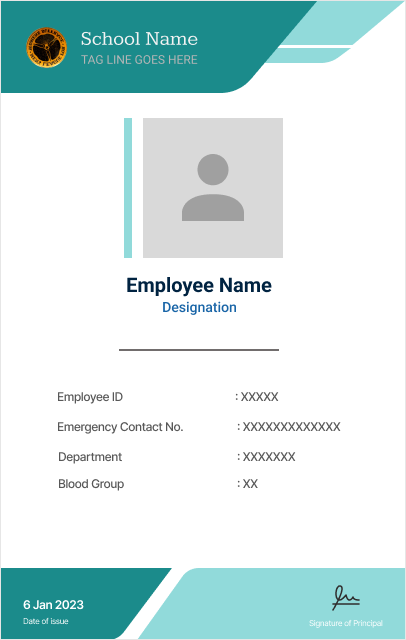 School Name
TAG LINE GOES HERE
Employee Name
Designation
Employee ID : XXXXX
Emergency Contact No. : XXXXXXXXXXXXX
Department : XXXXXXX
Blood Group : XX
6 Jan 2023
Date of issue
Signature of Principal